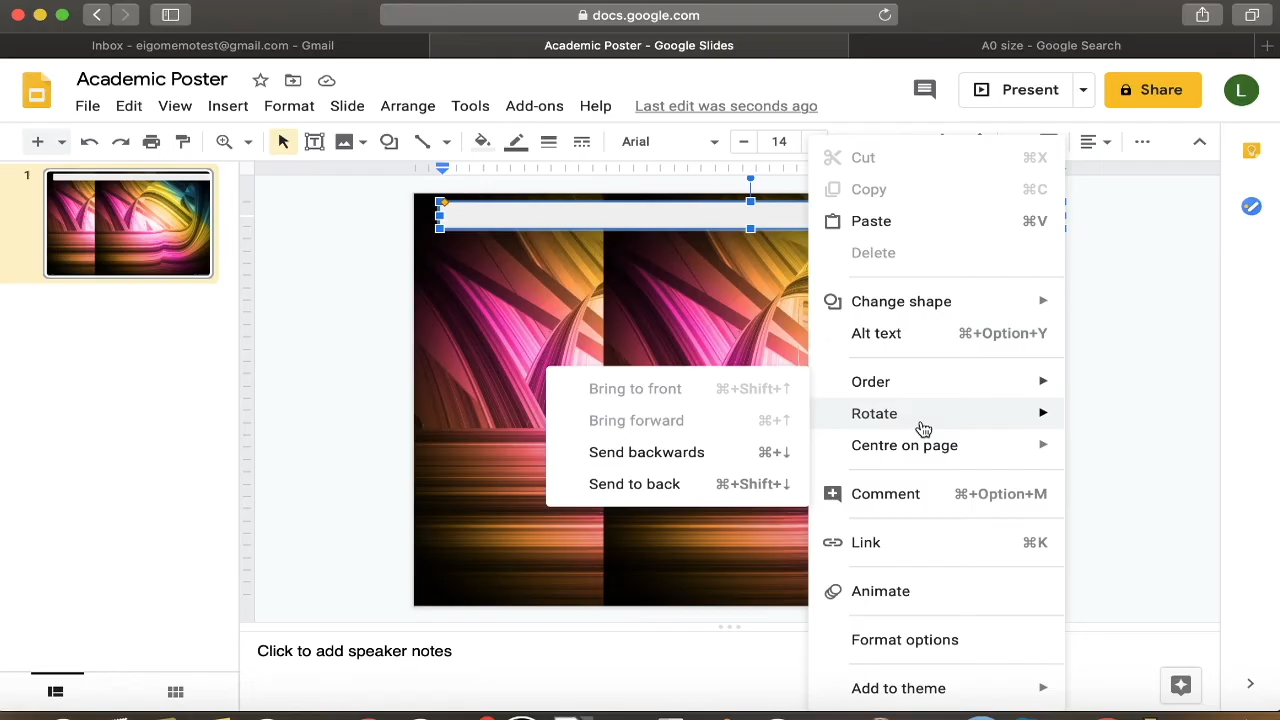 docs.google.com
Inbox - eigomemotest@gmail.com - Gmail
Academic Poster - Google Slides
A0 size - Google Search
Academic Poster
File Edit View Insert Format Slide Arrange Tools Add-ons Help Last edit was seconds ago
Present
Share
L
Arial
14
1
Cut ⌘X
Copy ⌘C
Paste ⌘V
Delete
Change shape
Alt text ⌘+Option+Y
Order
Rotate
Centre on page
Comment ⌘+Option+M
Link ⌘K
Animate
Format options
Add to theme
Bring to front ⌘+Shift+↑
Bring forward ⌘+↑
Send backwards ⌘+↓
Send to back ⌘+Shift+↓
Click to add speaker notes